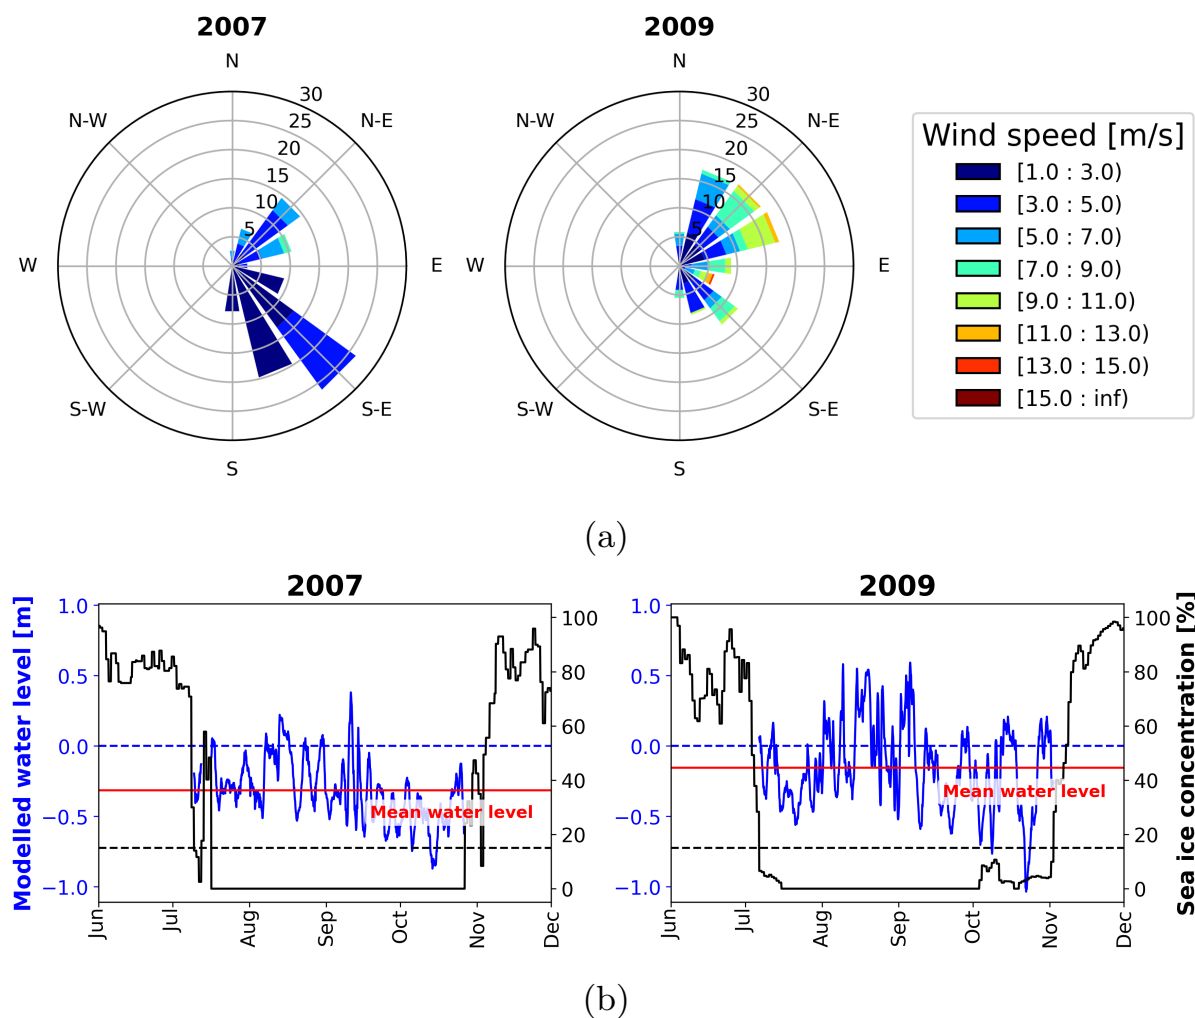 2007 2009
N N
30 30
N-W 25 N-E N-W 25 N-E
20 20
15 15
10 10
5 5
W E W E
S-W S-E S-W S-E
S S
Wind speed [m/s]
[1.0 : 3.0)
[3.0 : 5.0)
[5.0 : 7.0)
[7.0 : 9.0)
[9.0 : 11.0)
[11.0 : 13.0)
[13.0 : 15.0)
[15.0 : inf)
(a)
2007 2009
Modelled water level [m]
1.0
0.5
0.0
−0.5
−1.0
100
80
60
40
20
0
Mean water level
Jun Jul Aug Sep Oct Nov Dec
1.0
0.5
0.0
−0.5
−1.0
100
80
60
40
20
0
Mean water level
Jun Jul Aug Sep Oct Nov Dec
Sea ice concentration [%]
(b)